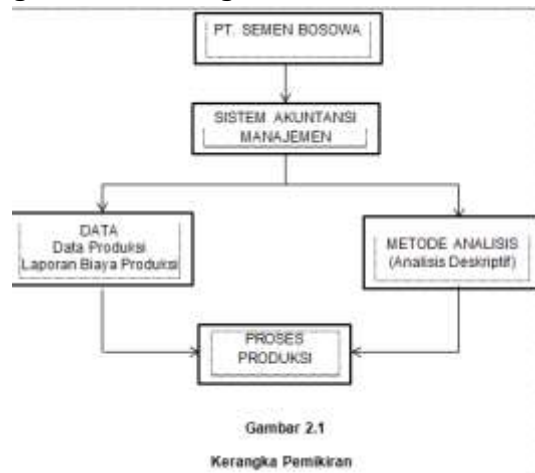 PT. SEMEN BOSOWA
SISTEM AKUNTANSI
MANAJEMEN
DATA
Data Produksi
Laporan Biaya Produksi
METODE ANALISIS
(Analisis Deskriptif)
PROSES
PRODUKSI
Gambar 2.1
Kerangka Pemikiran